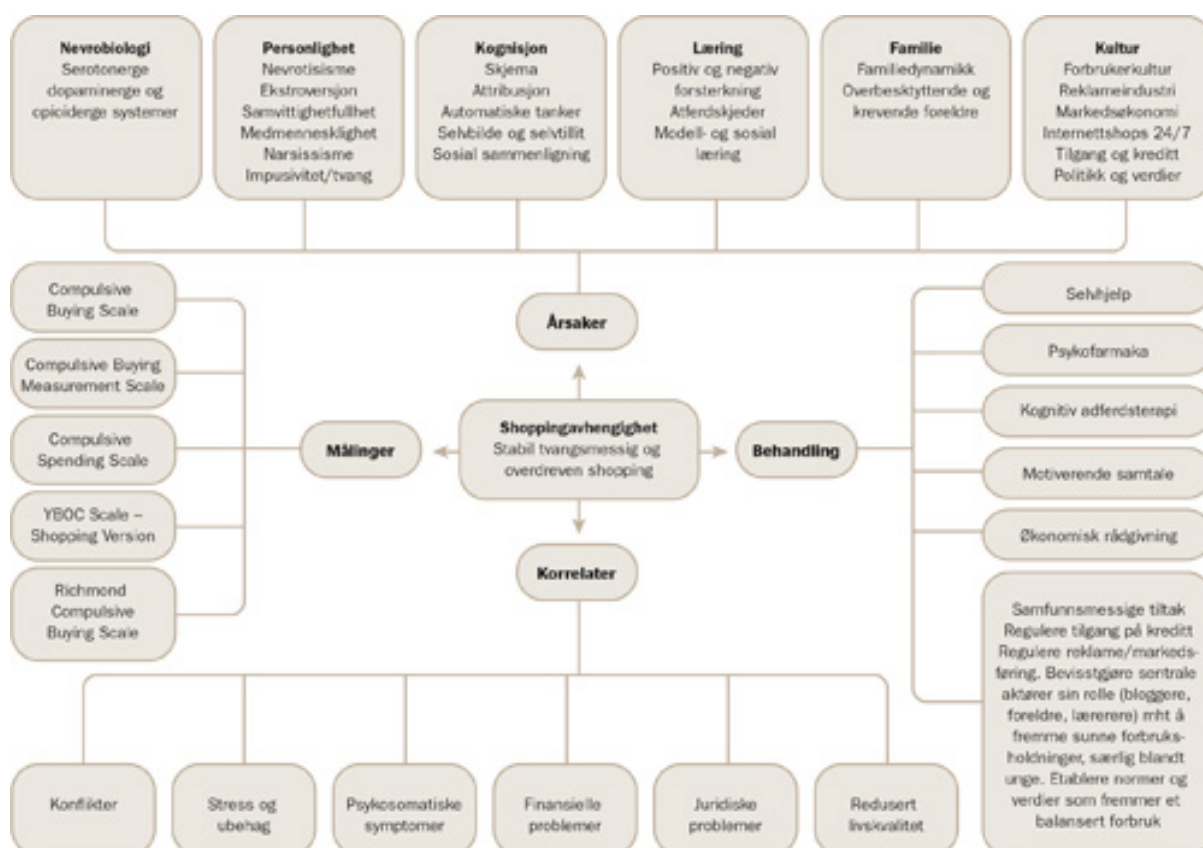 Nevrobiologi
Serotonerge
dopaminerge og
opioiderge systemer
Personlighet
Nevrotisisme
Ekstroversjon
Samvittighetfullhet
Medmennesklighet
Narsissisme
Impusivitet/tvang
Kognisjon
Skjema
Attribusjon
Automatiske tanker
Selvbilde og selvtillit
Sosial sammenligning
Læring
Positiv og negativ
forsterkning
Atferdskjeder
Modell- og sosial
læring
Familie
Familiedynamikk
Overbesktyttende og
krevende foreldre
Kultur
Forbrukerkultur
Reklameindustri
Markedsøkonomi
Internettshops 24/7
Tilgang og kreditt
Politikk og verdier
Årsaker
Compulsive
Buying Scale
Compulsive Buying
Measurement Scale
Compulsive
Spending Scale
YBOC Scale –
Shopping Version
Richmond
Compulsive
Buying Scale
Målinger
Shoppingavhengighet
Stabil tvangsmessig og
overdreven shopping
Behandling
Selvhjelp
Psykofarmaka
Kognitiv adferdsterapi
Motiverende samtale
Økonomisk rådgivning
Samfunnsmessige tiltak
Regulere tilgang på kreditt
Regulere reklame/markeds-
føring. Bevisstgjøre sentrale
aktører sin rolle (bloggere,
foreldre, lærerere) mht å
fremme sunne forbruks-
holdninger, særlig blandt
unge. Etablere normer og
verdier som fremmer et
balansert forbruk
Korrelater
Konflikter
Stress og
ubehag
Psykosomatiske
symptomer
Finansielle
problemer
Juridiske
problemer
Redusert
livskvalitet